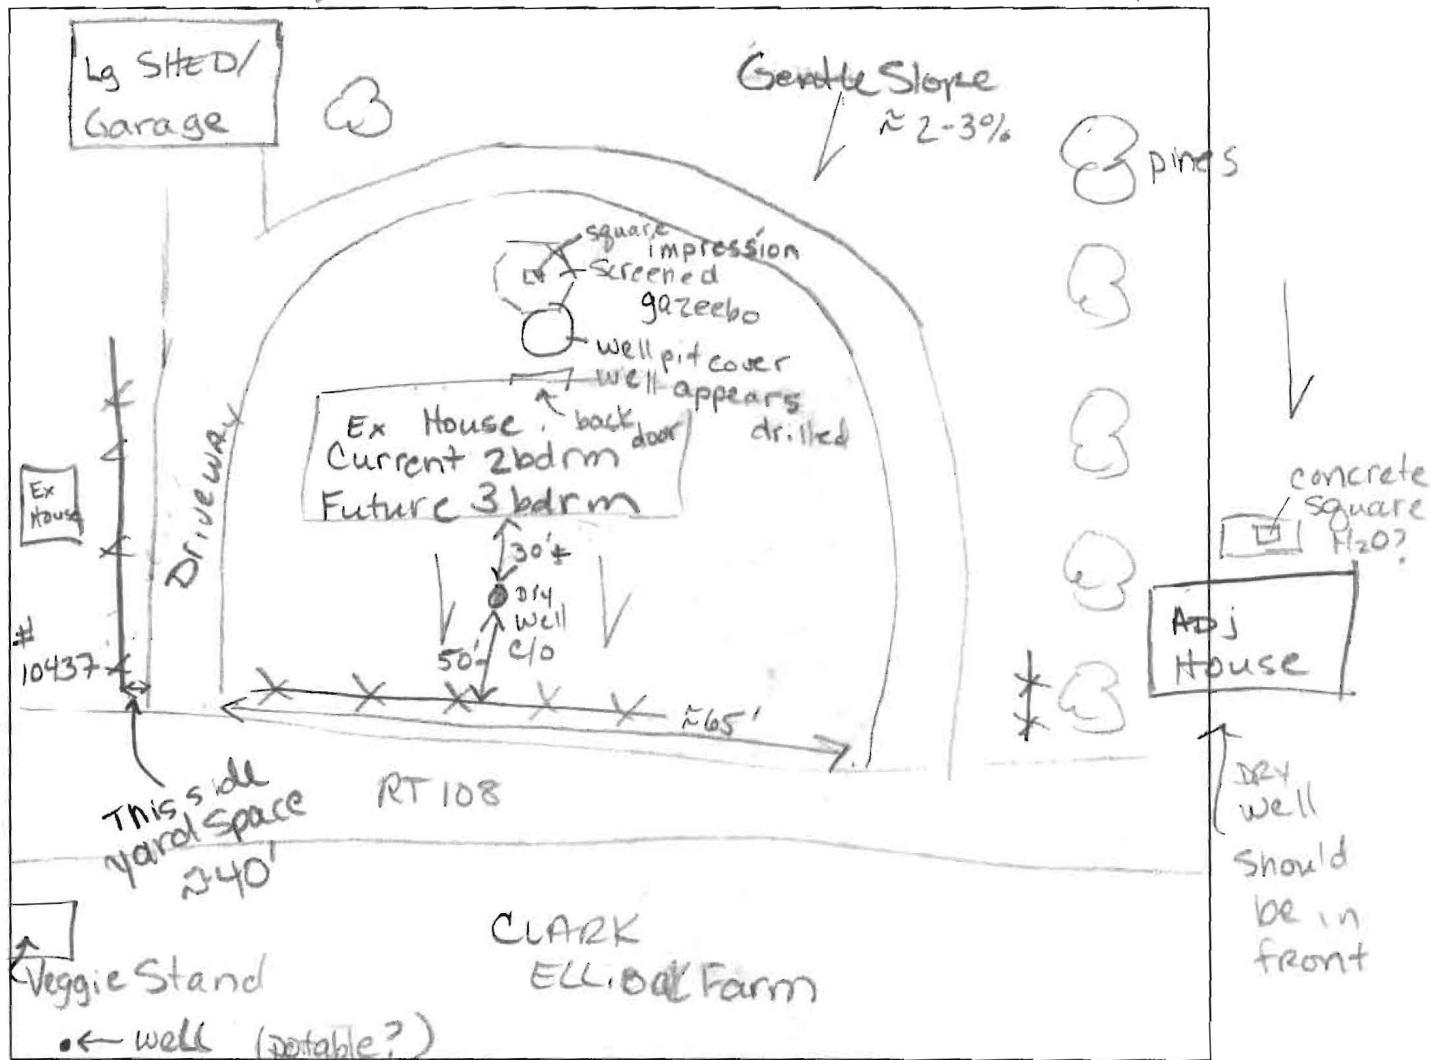 Lg SHED/
Garage
Gentle Slope
≈ 2-3%
pines
square
impression
screened
gazeebo
well pit cover
well appears
drilled
back
door
Ex House
Current 2bdrm
Future 3bdrm
Driveway
Ex
House
#
10437
30'±
Dry
Well
c/o
50'
≈65'
concrete
square
H2O?
ADj
House
DRY
well
should
be in
front
This side
yard space
≈40'
RT 108
CLARK
ELLIOAK Farm
Veggie Stand
well (potable?)